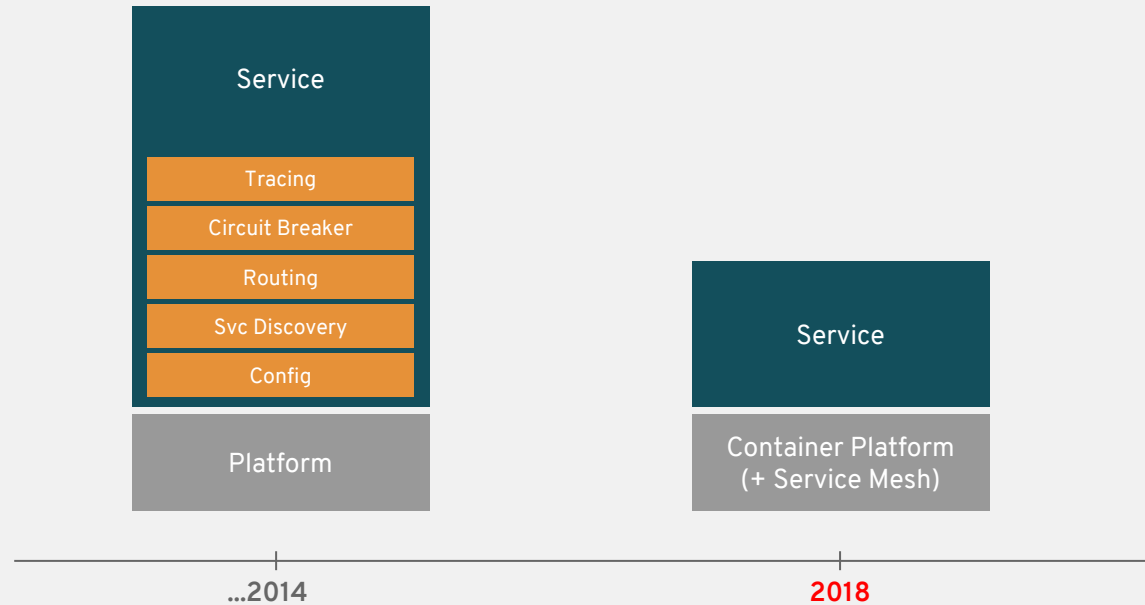 Service
Tracing
Circuit Breaker
Routing
Svc Discovery
Config
Platform
Service
Container Platform
(+ Service Mesh)
...2014
2018